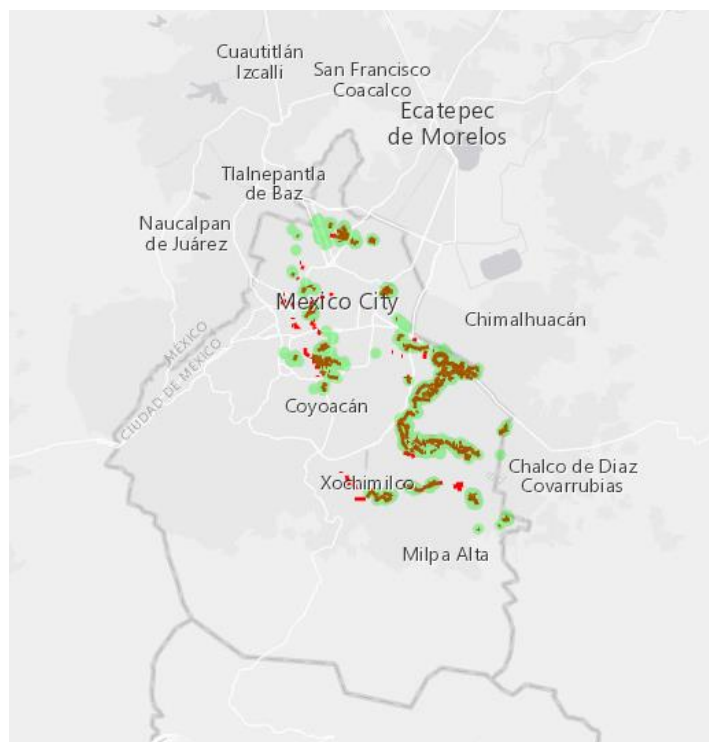 Cuautitlán
Izcalli
San Francisco
Coacalco
Ecatepec
de Morelos
Tlalnepantla
de Baz
Naucalpan
de Juárez
Mexico City
Chimalhuacán
MÉXICO
CIUDAD DE MÉXICO
Coyoacán
Xochimilco
Chalco de Diaz
Covarrubias
Milpa Alta